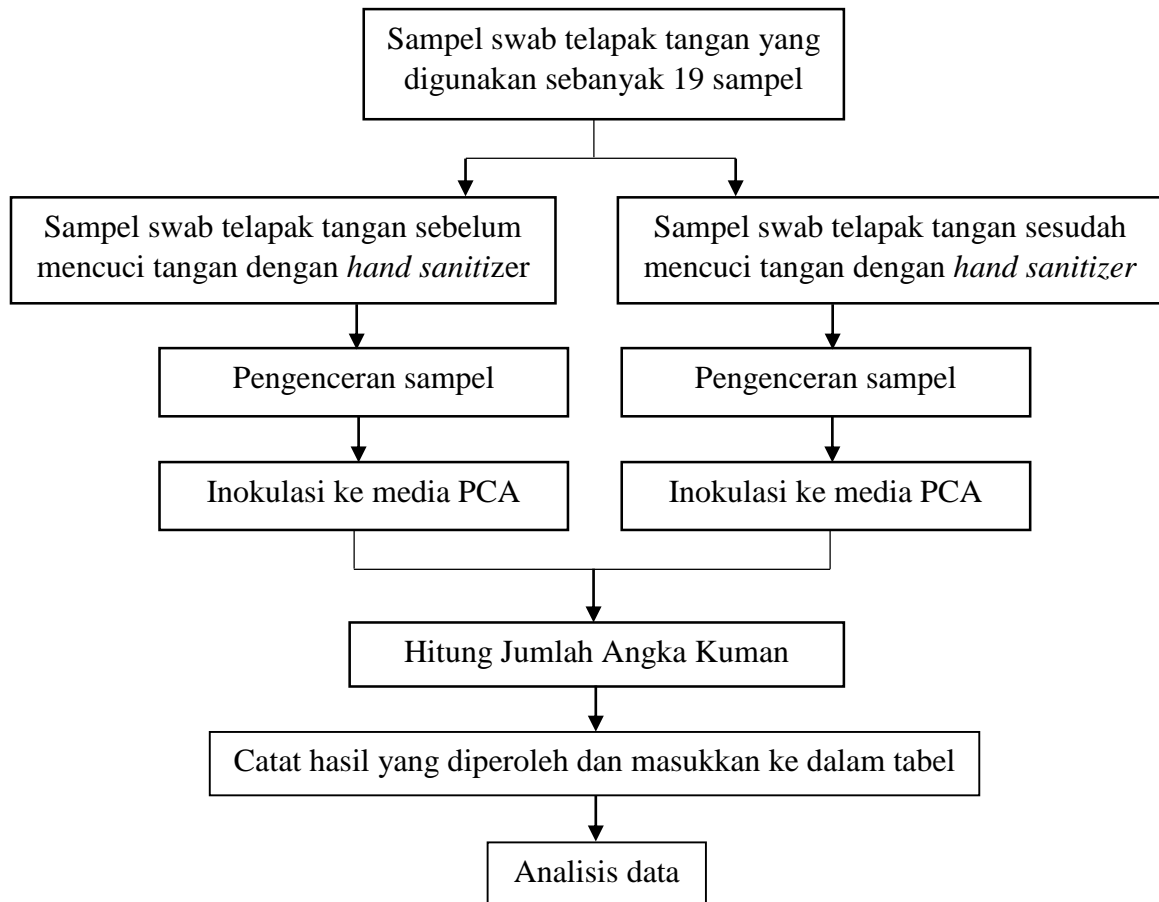 Sampel swab telapak tangan yang
digunakan sebanyak 19 sampel
Sampel swab telapak tangan sebelum
mencuci tangan dengan hand sanitizer
Sampel swab telapak tangan sesudah
mencuci tangan dengan hand sanitizer
Pengenceran sampel
Pengenceran sampel
Inokulasi ke media PCA
Inokulasi ke media PCA
Hitung Jumlah Angka Kuman
Catat hasil yang diperoleh dan masukkan ke dalam tabel
Analisis data